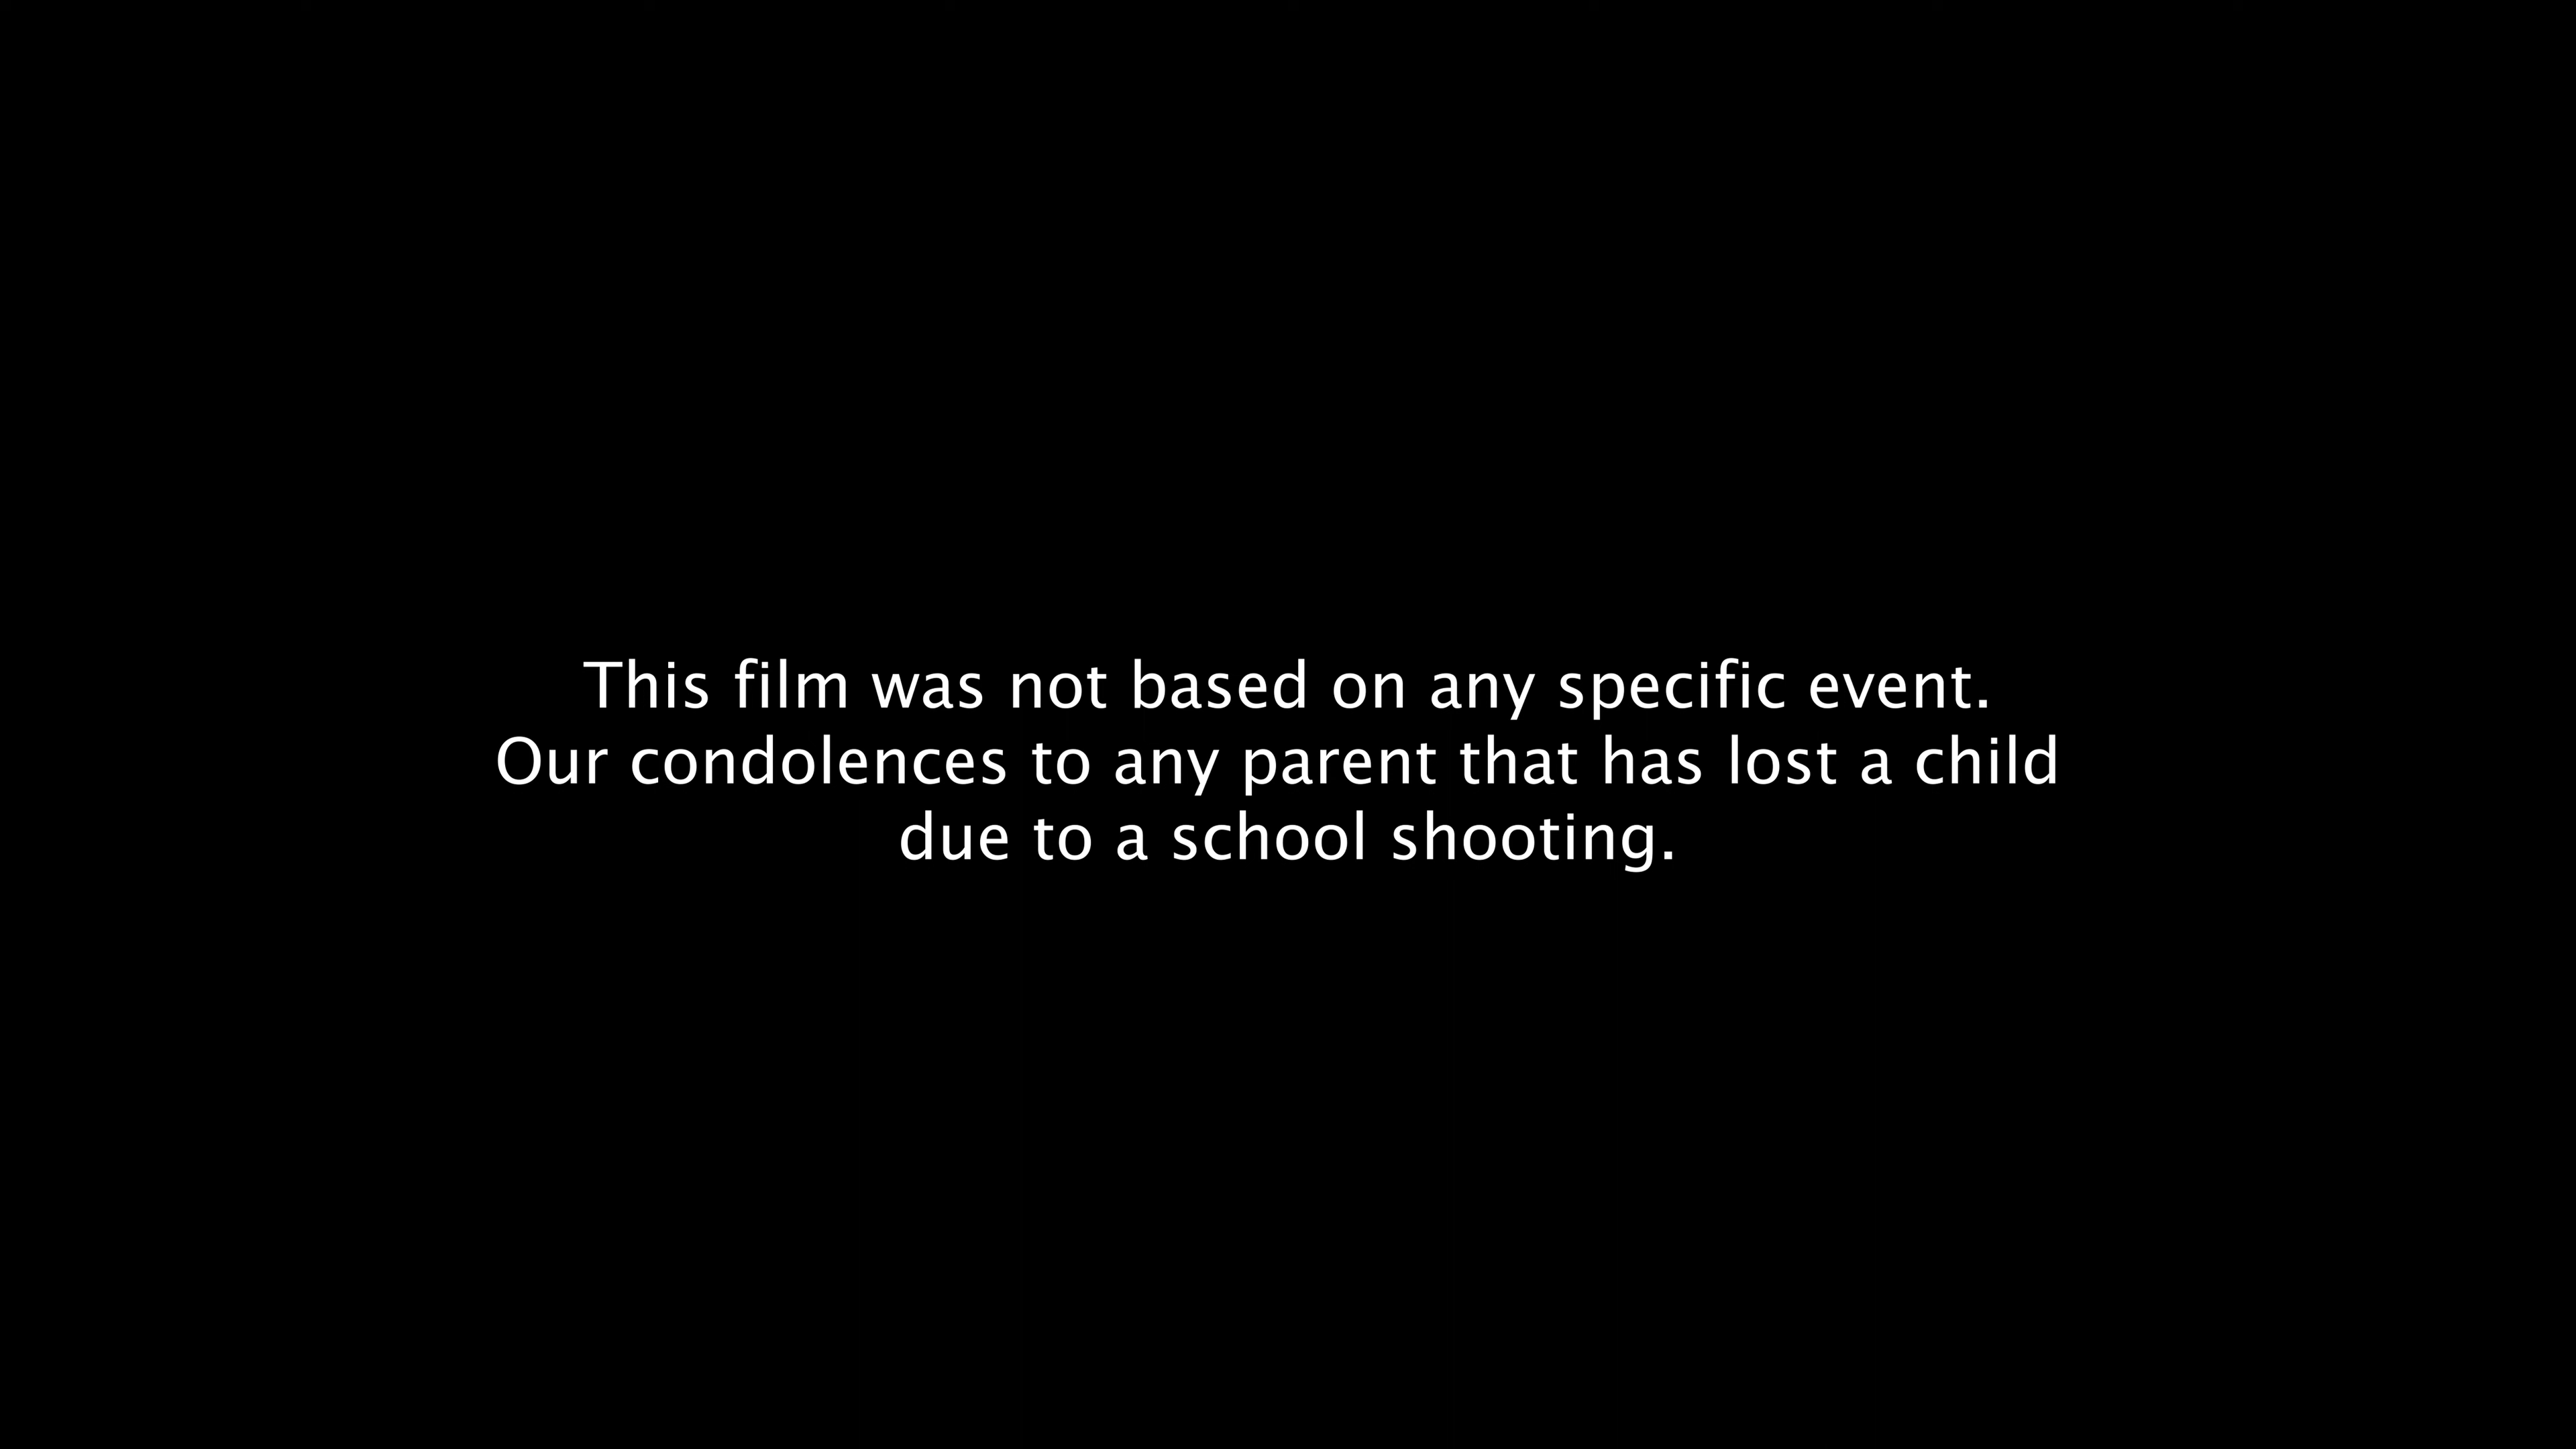 This film was not based on any specific event.
Our condolences to any parent that has lost a child
due to a school shooting.